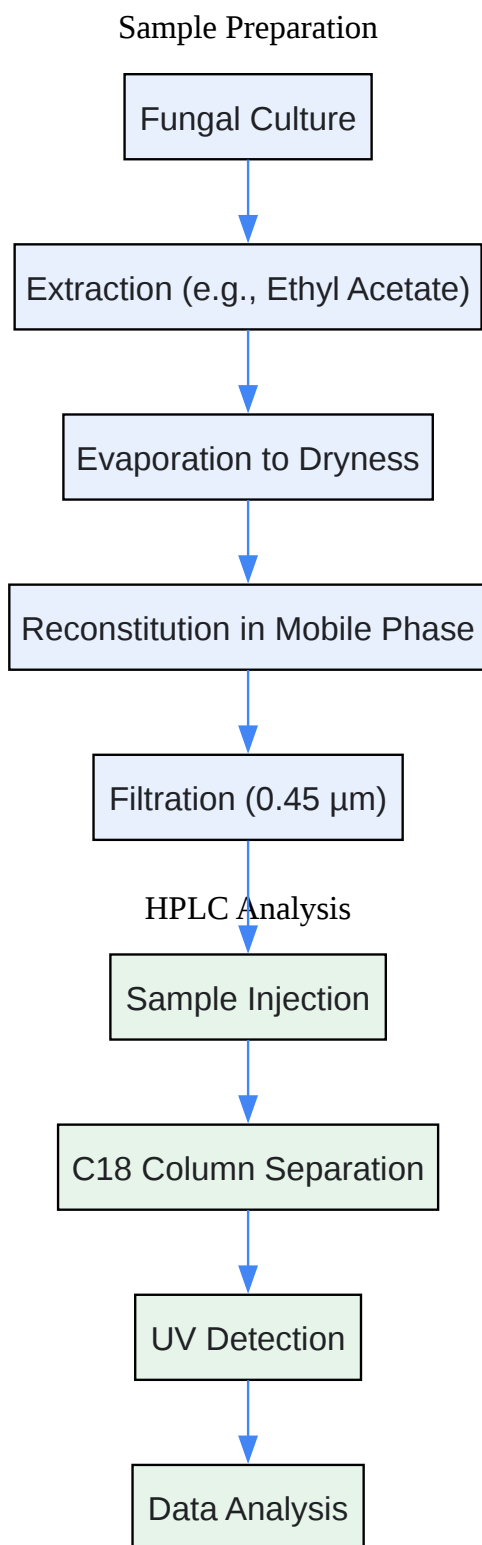 Sample Preparation
Fungal Culture
Extraction (e.g., Ethyl Acetate)
Evaporation to Dryness
Reconstitution in Mobile Phase
Filtration (0.45 µm)
HPLC Analysis
Sample Injection
C18 Column Separation
UV Detection
Data Analysis